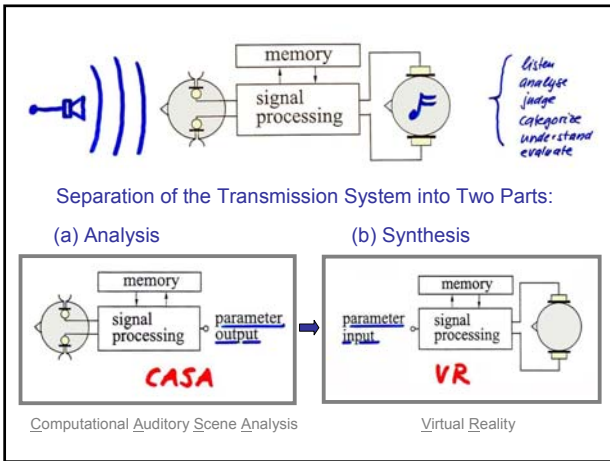 memory
signal
processing
listen
analyse
judge
categorize
understand
evaluate
Separation of the Transmission System into Two Parts:
(a) Analysis
(b) Synthesis
memory
signal
processing
parameter
output
CASA
memory
parameter
input
signal
processing
VR
Computational Auditory Scene Analysis
Virtual Reality